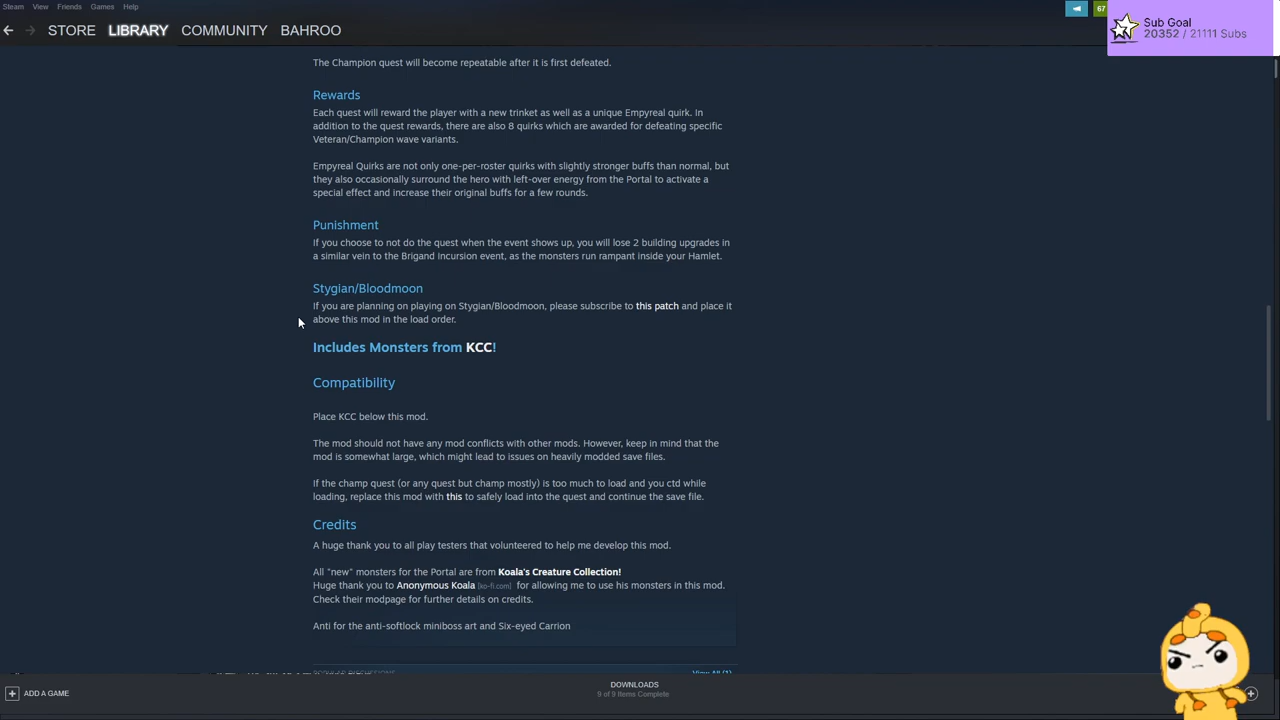 Steam View Friends Games Help
67
Sub Goal
20352 / 21111 Subs
STORE LIBRARY COMMUNITY BAHROO
The Champion quest will become repeatable after it is first defeated.
Rewards
Each quest will reward the player with a new trinket as well as a unique Empyreal quirk. In
addition to the quest rewards, there are also 8 quirks which are awarded for defeating specific
Veteran/Champion wave variants.
Empyreal Quirks are not only one-per-roster quirks with slightly stronger buffs than normal, but
they also occasionally surround the hero with left-over energy from the Portal to activate a
special effect and increase their original buffs for a few rounds.
Punishment
If you choose to not do the quest when the event shows up, you will lose 2 building upgrades in
a similar vein to the Brigand Incursion event, as the monsters run rampant inside your Hamlet.
Stygian/Bloodmoon
If you are planning on playing on Stygian/Bloodmoon, please subscribe to this patch and place it
above this mod in the load order.
Includes Monsters from KCC!
Compatibility
Place KCC below this mod.
The mod should not have any mod conflicts with other mods. However, keep in mind that the
mod is somewhat large, which might lead to issues on heavily modded save files.
If the champ quest (or any quest but champ mostly) is too much to load and you ctd while
loading, replace this mod with this to safely load into the quest and continue the save file.
Credits
A huge thank you to all play testers that volunteered to help me develop this mod.
All "new" monsters for the Portal are from Koala's Creature Collection!
Huge thank you to Anonymous Koala [ko-fi.com] for allowing me to use his monsters in this mod.
Check their modpage for further details on credits.
Anti for the anti-softlock miniboss art and Six-eyed Carrion
POPULAR DISCUSSIONS View All (1)
ADD A GAME
DOWNLOADS
9 of 9 Items Complete